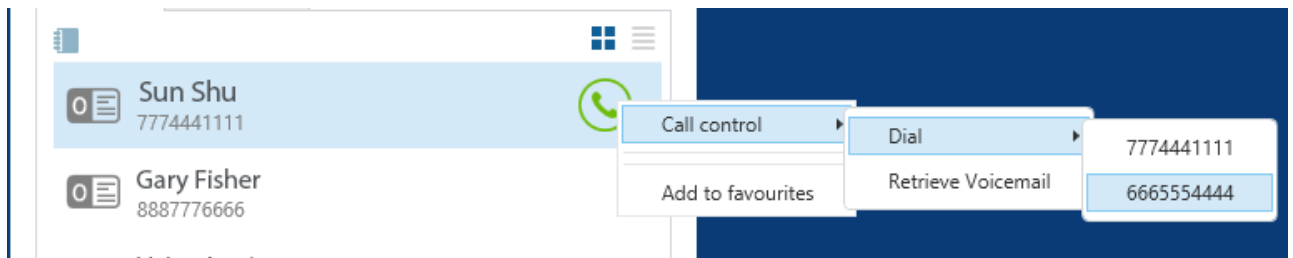 Sun Shu
7774441111
Gary Fisher
8887776666
Call control
Add to favourites
Dial
Retrieve Voicemail
7774441111
6665554444